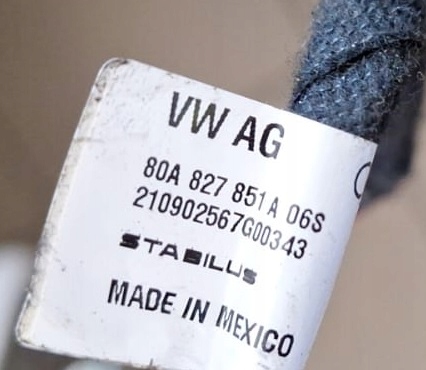 VW AG
80A 827 851A 06S
210902567G00343
STABILUS
MADE IN MEXICO